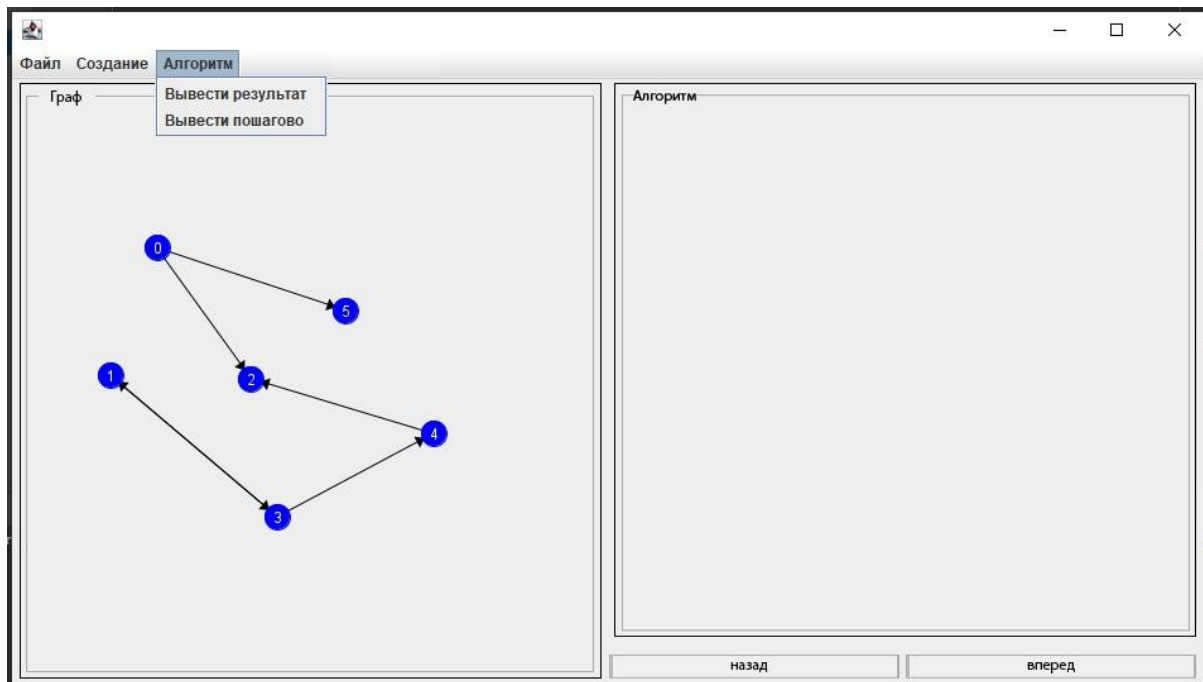 Файл Создание Алгоритм
Вывести результат
Вывести пошагово
Граф
Алгоритм
0
5
1
2
4
3
назад вперед